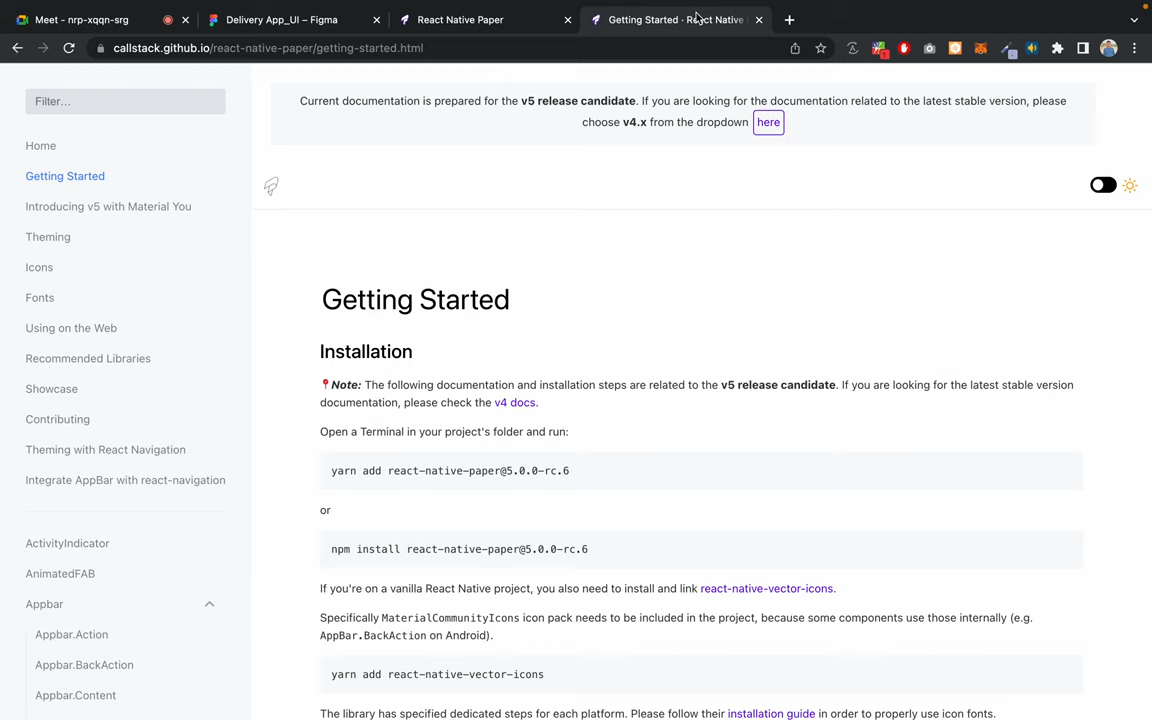 Meet - nrp-xqqn-srg
Delivery App_UI – Figma
React Native Paper
Getting Started · React Native
callstack.github.io/react-native-paper/getting-started.html
Filter…
Home
Getting Started
Introducing v5 with Material You
Theming
Icons
Fonts
Using on the Web
Recommended Libraries
Showcase
Contributing
Theming with React Navigation
Integrate AppBar with react-navigation
ActivityIndicator
AnimatedFAB
Appbar
Appbar.Action
Appbar.BackAction
Appbar.Content
Current documentation is prepared for the v5 release candidate. If you are looking for the documentation related to the latest stable version, please
choose v4.x from the dropdown here
Getting Started
Installation
📍Note: The following documentation and installation steps are related to the v5 release candidate. If you are looking for the latest stable version
documentation, please check the v4 docs.
Open a Terminal in your project's folder and run:
yarn add react-native-paper@5.0.0-rc.6
or
npm install react-native-paper@5.0.0-rc.6
If you're on a vanilla React Native project, you also need to install and link react-native-vector-icons.
Specifically MaterialCommunityIcons icon pack needs to be included in the project, because some components use those internally (e.g.
AppBar.BackAction on Android).
yarn add react-native-vector-icons
The library has specified dedicated steps for each platform. Please follow their installation guide in order to properly use icon fonts.